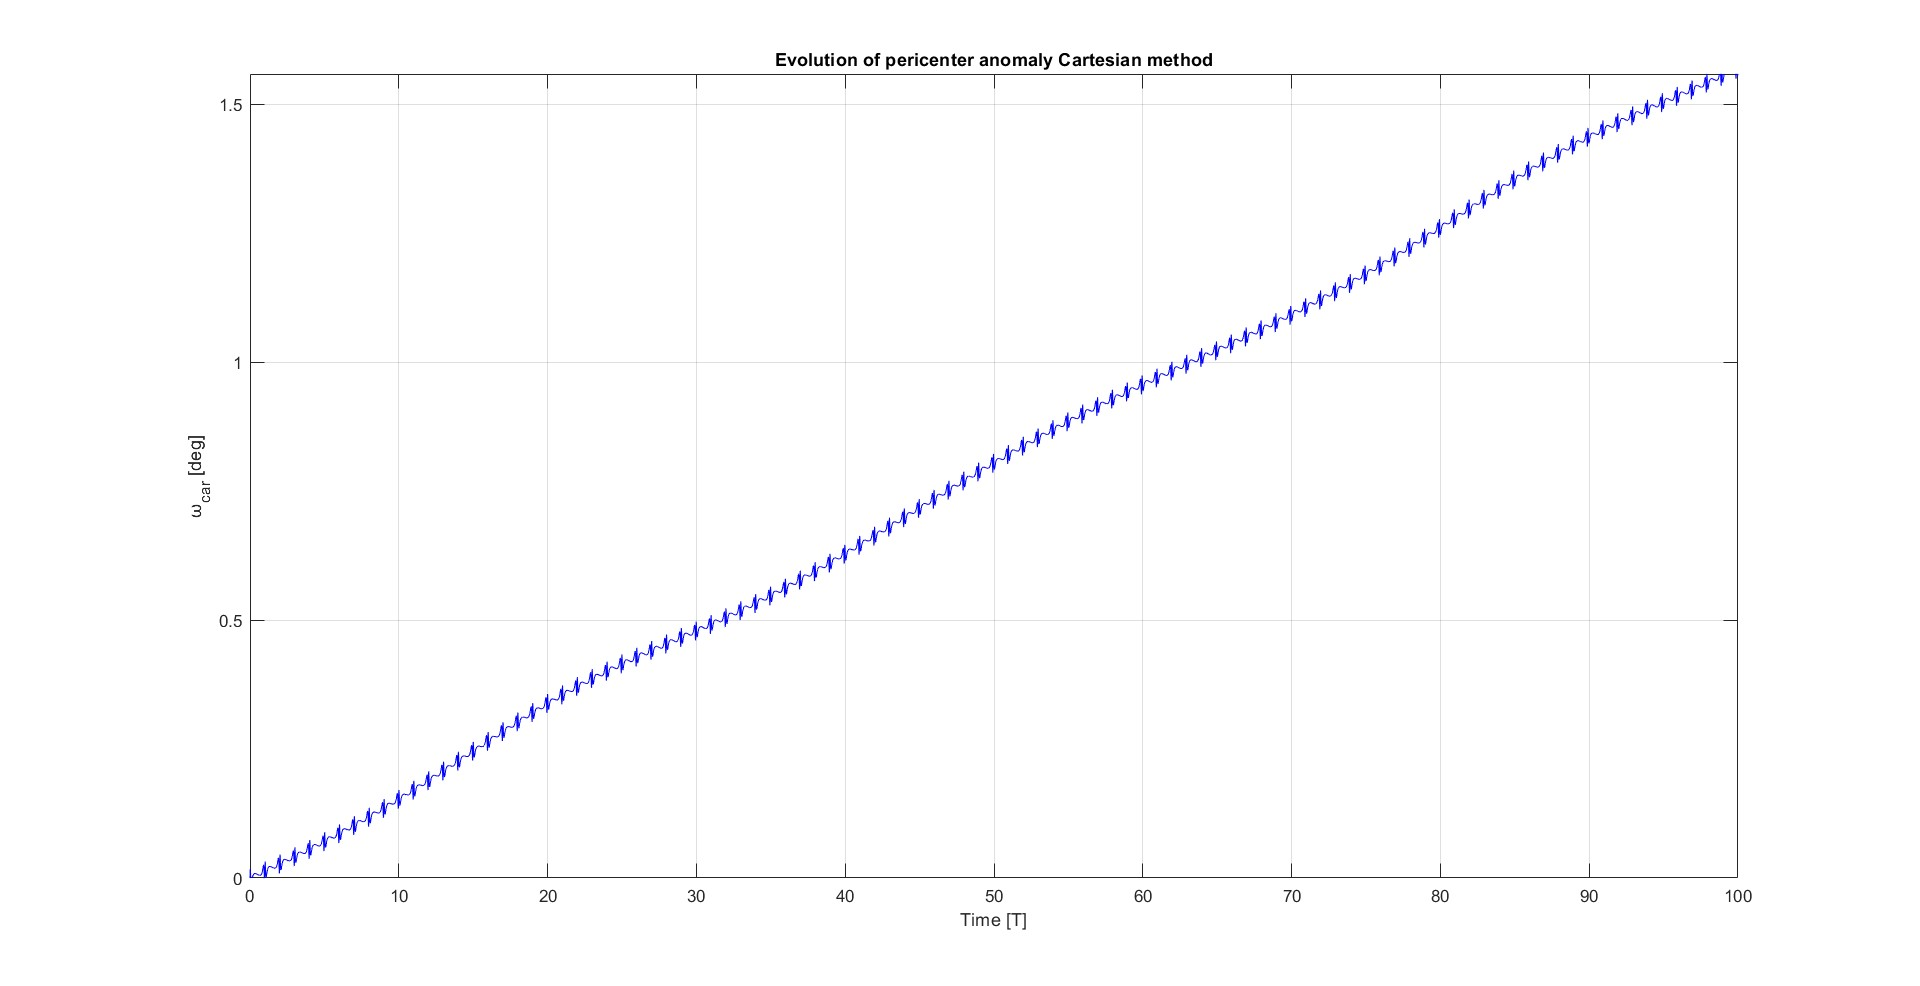 Evolution of pericenter anomaly Cartesian method
1.5
1
0.5
0
ω_car [deg]
0 10 20 30 40 50 60 70 80 90 100
Time [T]